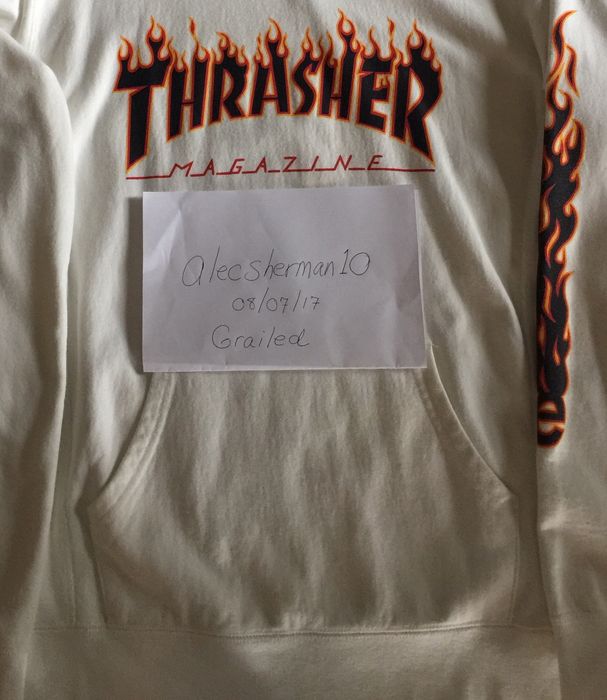 THRASHER
MAGAZINE
alecsherman10
08/07/17
Grailed